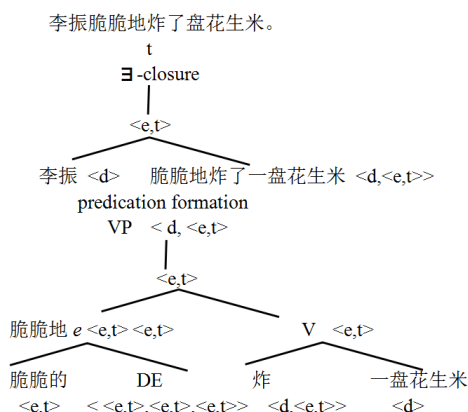 李振脆脆地炸了盘花生米。
t
∃-closure
<e,t>
李振 <d> 脆脆地炸了一盘花生米 <d,<e,t>>
predication formation
VP < d, <e,t>
<e,t>
脆脆地 e <e,t> <e,t> V <e,t>
脆脆的 DE 炸 一盘花生米
<e,t> < <e,t>,<e,t>,<e,t>> <d,<e,t>> <d>